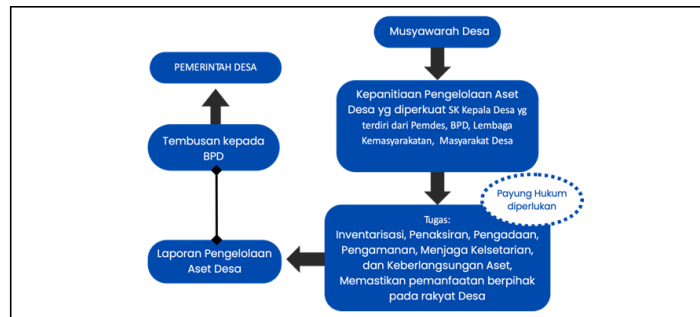 Musyawarah Desa
Kepanitiaan Pengelolaan Aset
Desa yg diperkuat SK Kepala Desa yg
terdiri dari Pemdes, BPD, Lembaga
Kemasyarakatan, Masyarakat Desa
Payung Hukum
diperlukan
Tugas:
Inventarisasi, Penaksiran, Pengadaan,
Pengamanan, Menjaga Kelsetarian,
dan Keberlangsungan Aset,
Memastikan pemanfaatan berpihak
pada rakyat Desa
Laporan Pengelolaan
Aset Desa
Tembusan kepada
BPD
PEMERINTAH DESA